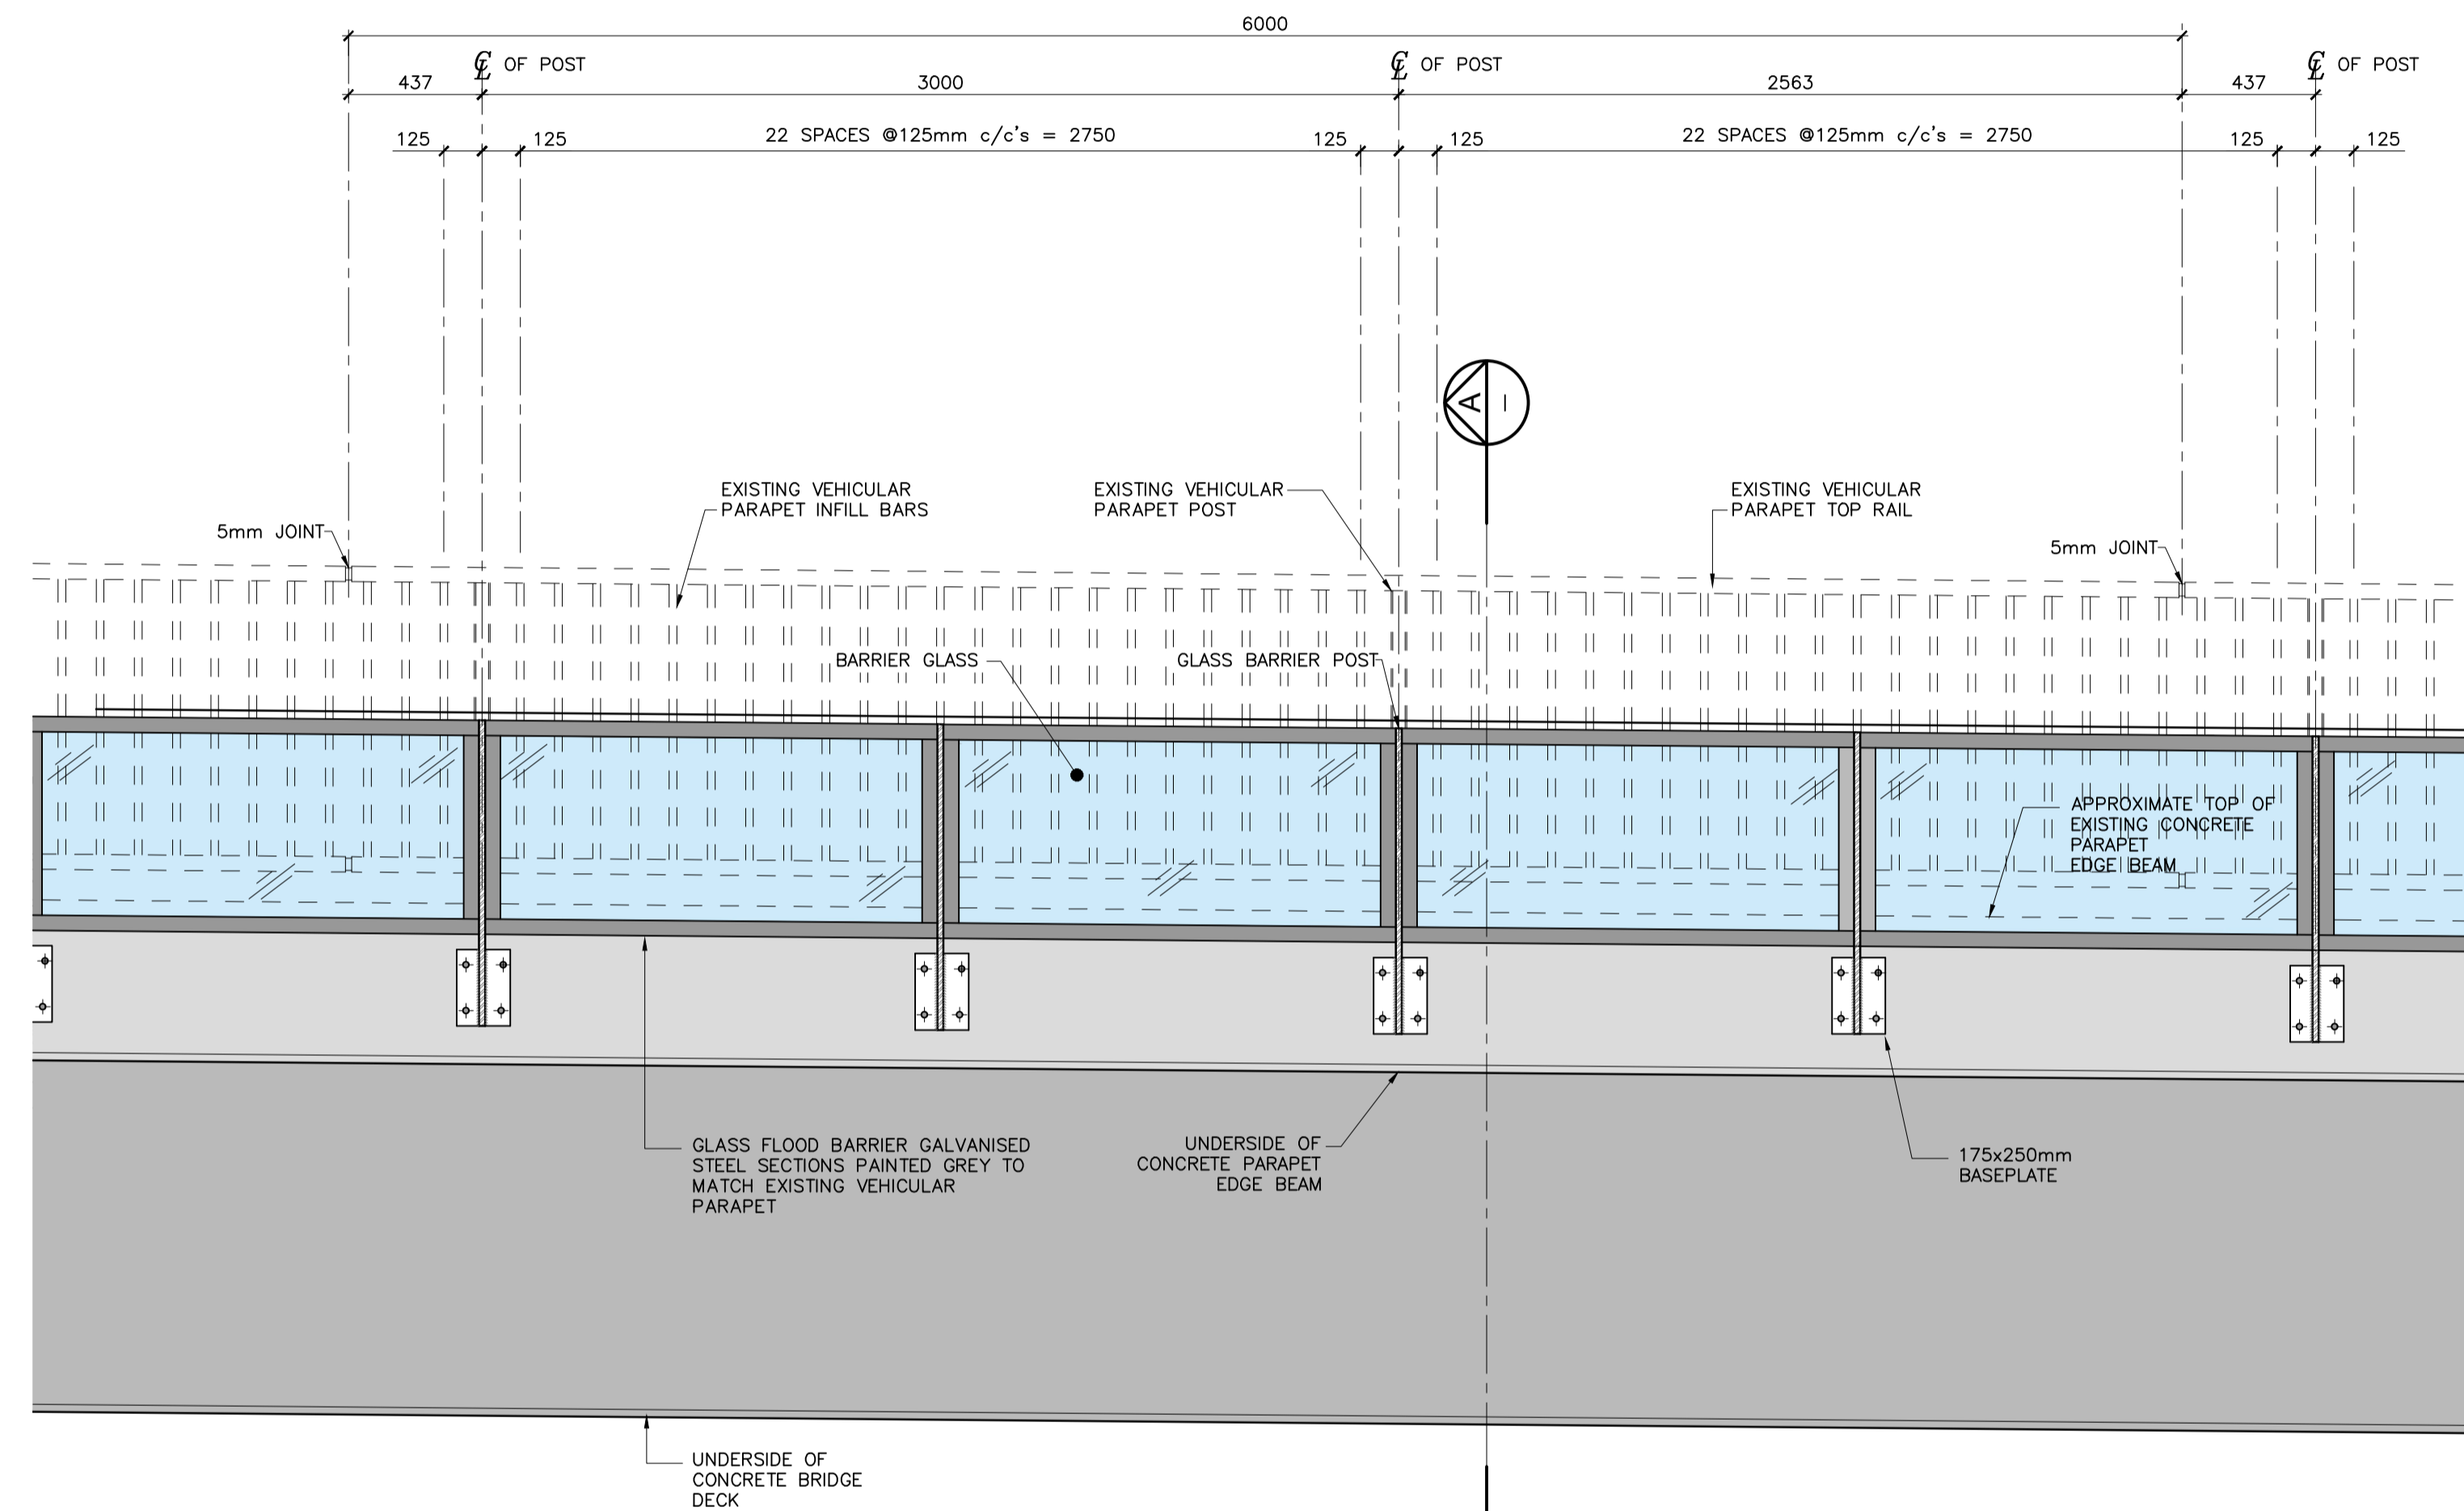 6000
℄ OF POST
℄ OF POST
℄ OF POST
437
3000
2563
437
125
125
22 SPACES @125mm c/c's = 2750
125
125
22 SPACES @125mm c/c's = 2750
125
125
A
–
EXISTING VEHICULAR
PARAPET INFILL BARS
EXISTING VEHICULAR
PARAPET POST
EXISTING VEHICULAR
PARAPET TOP RAIL
5mm JOINT
5mm JOINT
BARRIER GLASS
GLASS BARRIER POST
APPROXIMATE TOP OF
EXISTING CONCRETE
PARAPET
EDGE BEAM
GLASS FLOOD BARRIER GALVANISED
STEEL SECTIONS PAINTED GREY TO
MATCH EXISTING VEHICULAR
PARAPET
UNDERSIDE OF
CONCRETE PARAPET
EDGE BEAM
175x250mm
BASEPLATE
UNDERSIDE OF
CONCRETE BRIDGE
DECK